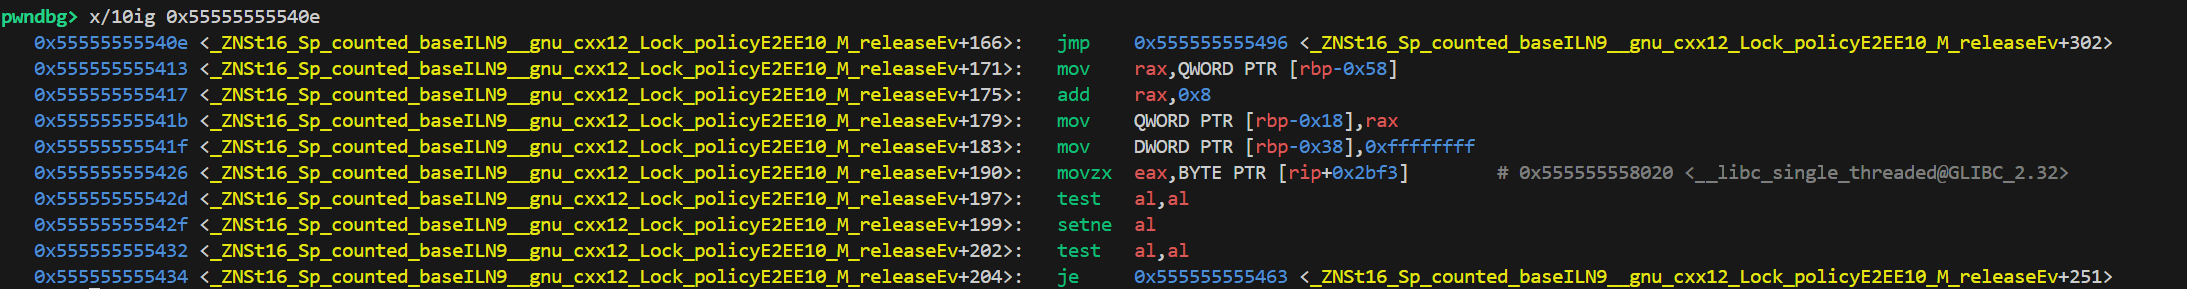 pwndbg> x/10ig 0x55555555540e
0x55555555540e <_ZNSt16_Sp_counted_baseILN9__gnu_cxx12_Lock_policyE2EE10_M_releaseEv+166>: jmp 0x555555555496 <_ZNSt16_Sp_counted_baseILN9__gnu_cxx12_Lock_policyE2EE10_M_releaseEv+302>
0x555555555413 <_ZNSt16_Sp_counted_baseILN9__gnu_cxx12_Lock_policyE2EE10_M_releaseEv+171>: mov rax,QWORD PTR [rbp-0x58]
0x555555555417 <_ZNSt16_Sp_counted_baseILN9__gnu_cxx12_Lock_policyE2EE10_M_releaseEv+175>: add rax,0x8
0x55555555541b <_ZNSt16_Sp_counted_baseILN9__gnu_cxx12_Lock_policyE2EE10_M_releaseEv+179>: mov QWORD PTR [rbp-0x18],rax
0x55555555541f <_ZNSt16_Sp_counted_baseILN9__gnu_cxx12_Lock_policyE2EE10_M_releaseEv+183>: mov DWORD PTR [rbp-0x38],0xffffffff
0x555555555426 <_ZNSt16_Sp_counted_baseILN9__gnu_cxx12_Lock_policyE2EE10_M_releaseEv+190>: movzx eax,BYTE PTR [rip+0x2bf3] # 0x555555558020 <__libc_single_threaded@GLIBC_2.32>
0x55555555542d <_ZNSt16_Sp_counted_baseILN9__gnu_cxx12_Lock_policyE2EE10_M_releaseEv+197>: test al,al
0x55555555542f <_ZNSt16_Sp_counted_baseILN9__gnu_cxx12_Lock_policyE2EE10_M_releaseEv+199>: setne al
0x555555555432 <_ZNSt16_Sp_counted_baseILN9__gnu_cxx12_Lock_policyE2EE10_M_releaseEv+202>: test al,al
0x555555555434 <_ZNSt16_Sp_counted_baseILN9__gnu_cxx12_Lock_policyE2EE10_M_releaseEv+204>: je 0x555555555463 <_ZNSt16_Sp_counted_baseILN9__gnu_cxx12_Lock_policyE2EE10_M_releaseEv+251>